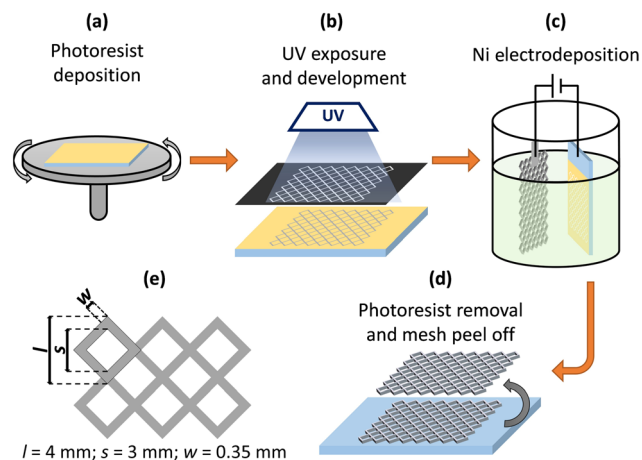 (a)
Photoresist
deposition
(b)
UV exposure
and development
UV
(c)
Ni electrodeposition
(d)
Photoresist removal
and mesh peel off
(e)
w
l
s
l = 4 mm; s = 3 mm; w = 0.35 mm